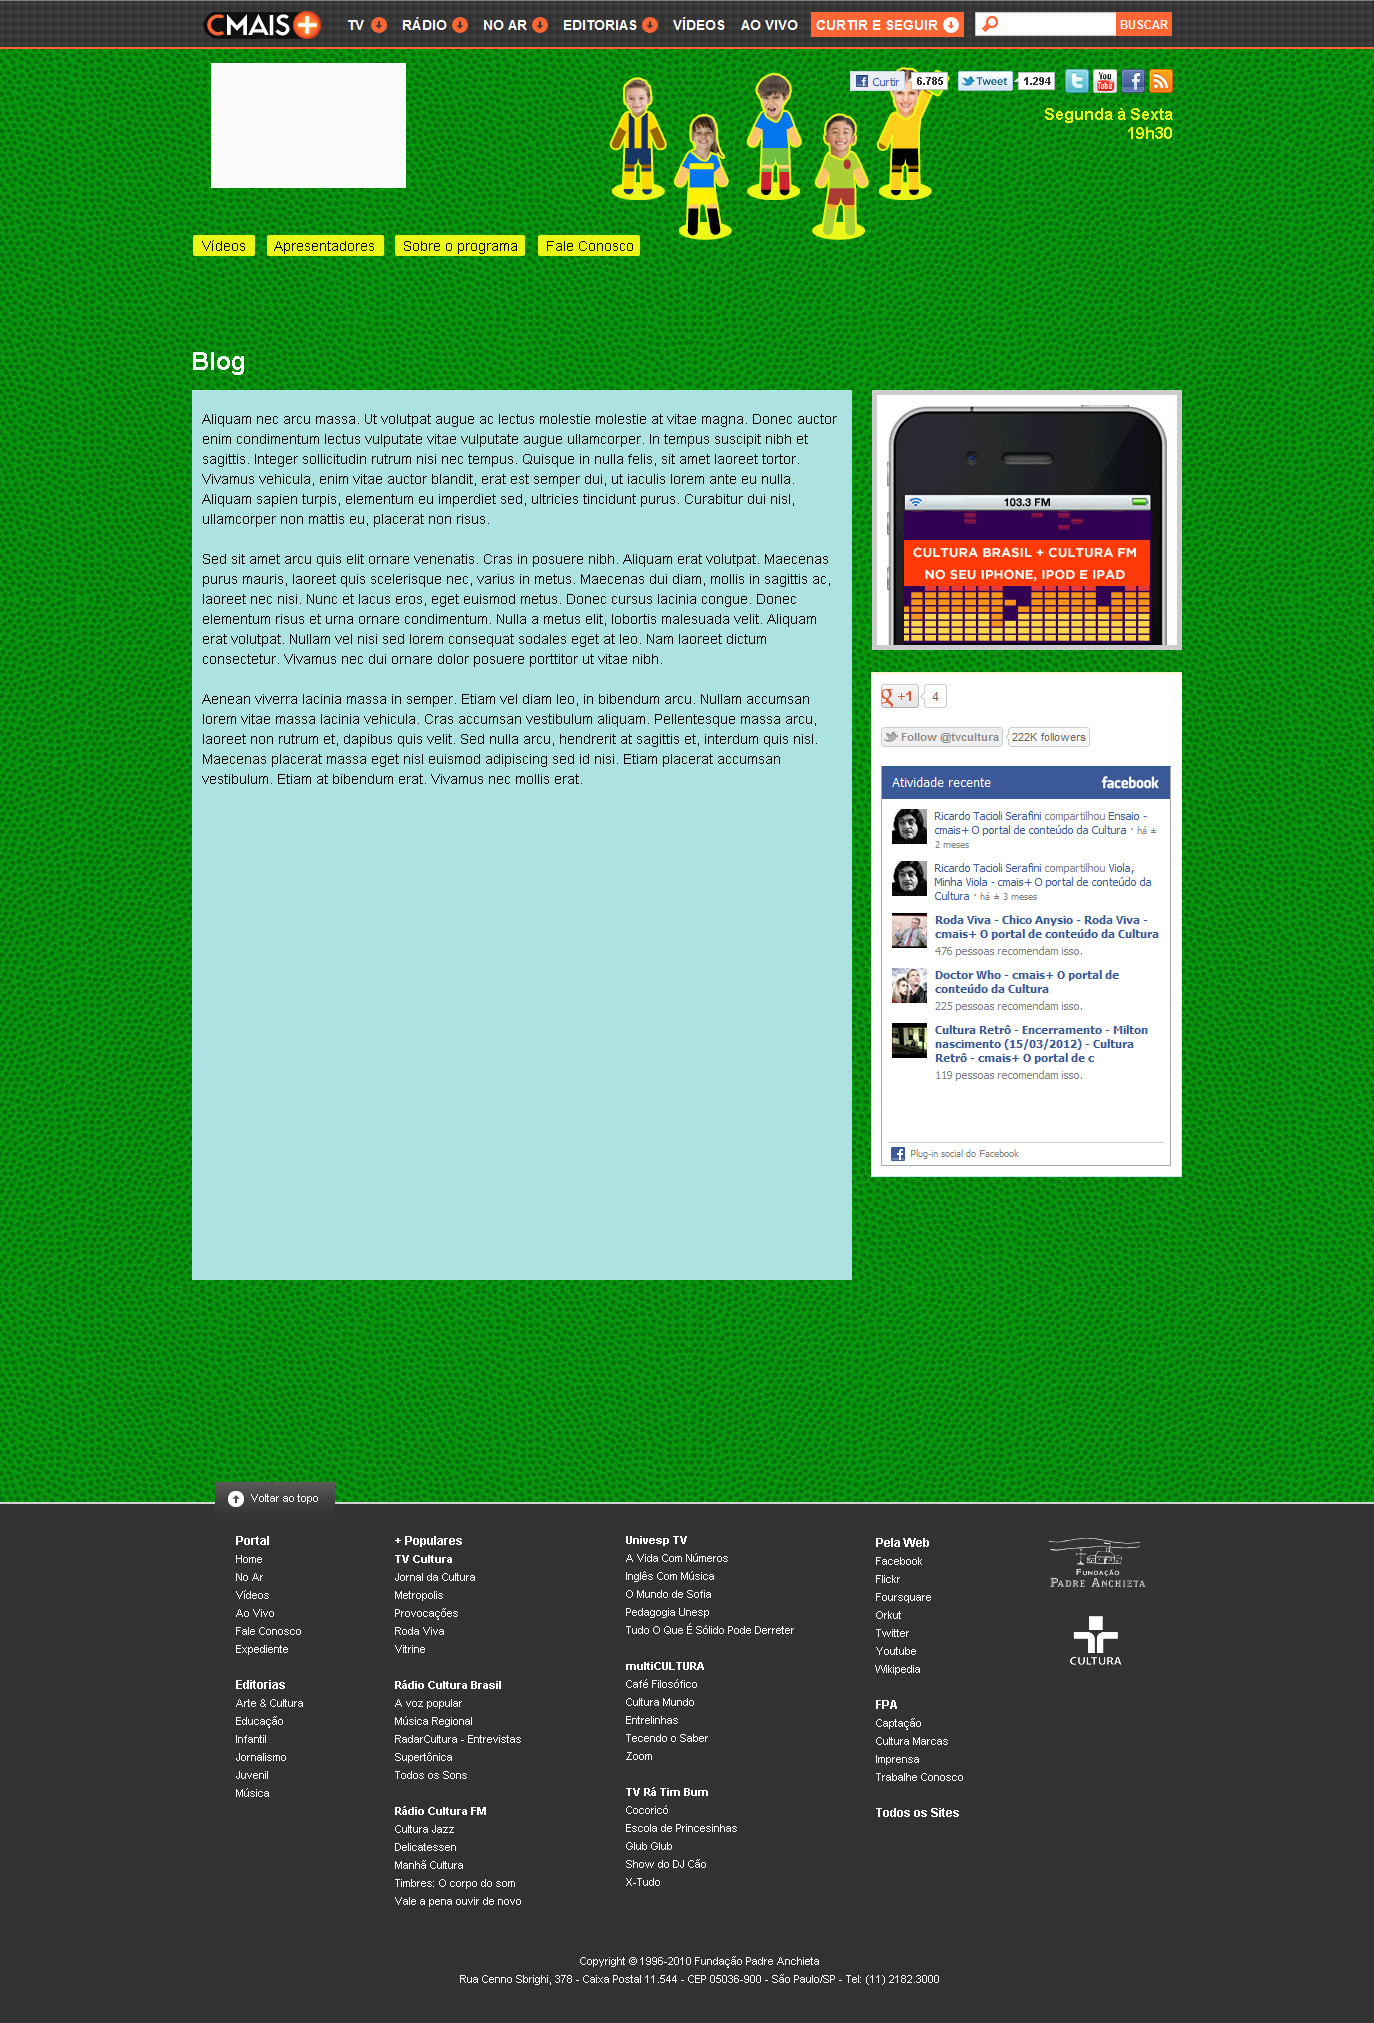 CMAIS+
TV
RÁDIO
NO AR
EDITORIAS
VÍDEOS
AO VIVO
CURTIR E SEGUIR
BUSCAR
Curtir
6.785
Tweet
1.294
You Tube
Segunda à Sexta
19h30
Vídeos
Apresentadores
Sobre o programa
Fale Conosco
Blog
Aliquam nec arcu massa. Ut volutpat augue ac lectus molestie molestie at vitae magna. Donec auctor
enim condimentum lectus vulputate vitae vulputate augue ullamcorper. In tempus suscipit nibh et
sagittis. Integer sollicitudin rutrum nisi nec tempus. Quisque in nulla felis, sit amet laoreet tortor.
Vivamus vehicula, enim vitae auctor blandit, erat est semper dui, ut iaculis lorem ante eu nulla.
Aliquam sapien turpis, elementum eu imperdiet sed, ultricies tincidunt purus. Curabitur dui nisl,
ullamcorper non mattis eu, placerat non risus.
Sed sit amet arcu quis elit ornare venenatis. Cras in posuere nibh. Aliquam erat volutpat. Maecenas
purus mauris, laoreet quis scelerisque nec, varius in metus. Maecenas dui diam, mollis in sagittis ac,
laoreet nec nisi. Nunc et lacus eros, eget euismod metus. Donec cursus lacinia congue. Donec
elementum risus et urna ornare condimentum. Nulla a metus elit, lobortis malesuada velit. Aliquam
erat volutpat. Nullam vel nisi sed lorem consequat sodales eget at leo. Nam laoreet dictum
consectetur. Vivamus nec dui ornare dolor posuere porttitor ut vitae nibh.
Aenean viverra lacinia massa in semper. Etiam vel diam leo, in bibendum arcu. Nullam accumsan
lorem vitae massa lacinia vehicula. Cras accumsan vestibulum aliquam. Pellentesque massa arcu,
laoreet non rutrum et, dapibus quis velit. Sed nulla arcu, hendrerit at sagittis et, interdum quis nisl.
Maecenas placerat massa eget nisl euismod adipiscing sed id nisi. Etiam placerat accumsan
vestibulum. Etiam at bibendum erat. Vivamus nec mollis erat.
103.3 FM
CULTURA BRASIL + CULTURA FM
NO SEU IPHONE, IPOD E IPAD
g +1
4
Follow @tvcultura
222K followers
Atividade recente
facebook
Ricardo Tacioli Serafini compartilhou Ensaio -
cmais+ O portal de conteúdo da Cultura · há ±
2 meses
Ricardo Tacioli Serafini compartilhou Viola,
Minha Viola - cmais+ O portal de conteúdo da
Cultura · há ± 3 meses
Roda Viva - Chico Anysio - Roda Viva -
cmais+ O portal de conteúdo da Cultura
476 pessoas recomendam isso.
Doctor Who - cmais+ O portal de
conteúdo da Cultura
225 pessoas recomendam isso.
Cultura Retrô - Encerramento - Milton
nascimento (15/03/2012) - Cultura
Retrô - cmais+ O portal de c
119 pessoas recomendam isso.
Plug-in social do Facebook
Voltar ao topo
Portal
Home
No Ar
Vídeos
Ao Vivo
Fale Conosco
Expediente
Editorias
Arte & Cultura
Educação
Infantil
Jornalismo
Juvenil
Música
+ Populares
TV Cultura
Jornal da Cultura
Metropolis
Provocações
Roda Viva
Vitrine
Rádio Cultura Brasil
A voz popular
Música Regional
RadarCultura - Entrevistas
Supertônica
Todos os Sons
Rádio Cultura FM
Cultura Jazz
Delicatessen
Manhã Cultura
Timbres: O corpo do som
Vale a pena ouvir de novo
Univesp TV
A Vida Com Números
Inglês Com Música
O Mundo de Sofia
Pedagogia Unesp
Tudo O Que É Sólido Pode Derreter
multiCULTURA
Café Filosófico
Cultura Mundo
Entrelinhas
Tecendo o Saber
Zoom
TV Rá Tim Bum
Cocoricó
Escola de Princesinhas
Glub Glub
Show do DJ Cão
X-Tudo
Pela Web
Facebook
Flickr
Foursquare
Orkut
Twitter
Youtube
Wikipedia
FPA
Captação
Cultura Marcas
Imprensa
Trabalhe Conosco
Todos os Sites
FUNDAÇÃO
PADRE ANCHIETA
CULTURA
Copyright © 1996-2010 Fundação Padre Anchieta
Rua Cenno Sbrighi, 378 - Caixa Postal 11.544 - CEP 05036-900 - São Paulo/SP - Tel: (11) 2182.3000